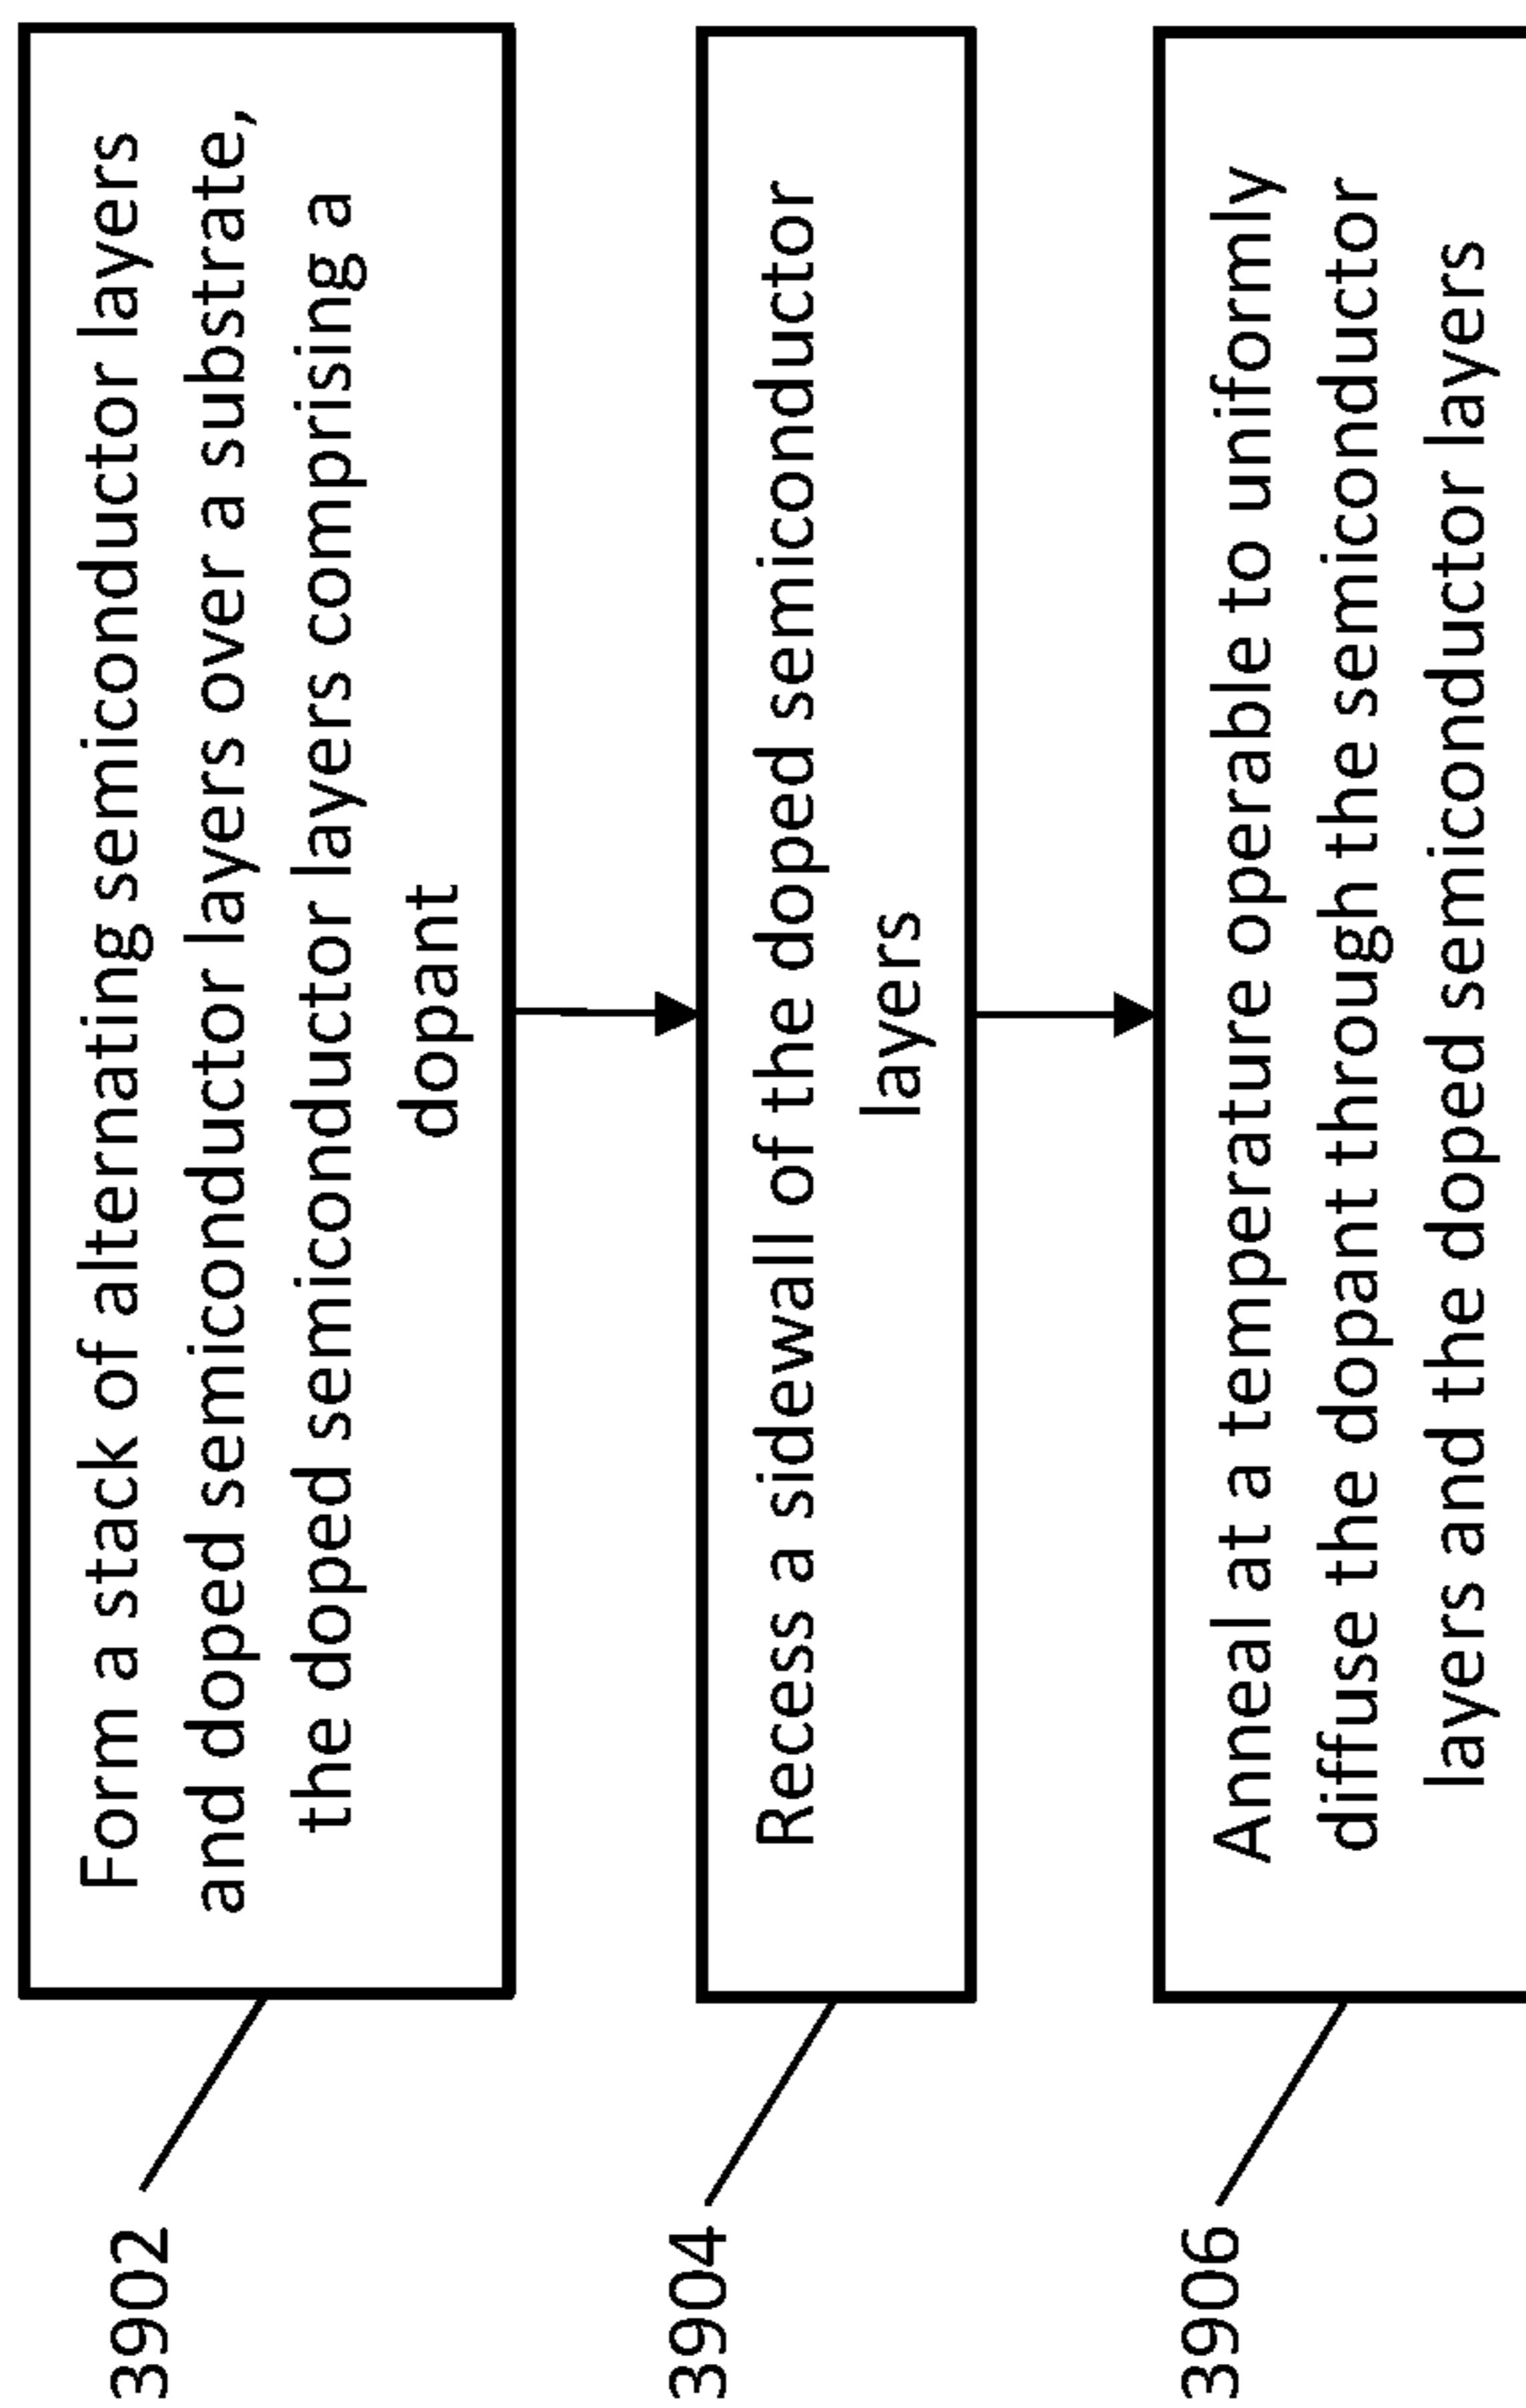 3902
Form a stack of alternating semiconductor layers
and doped semiconductor layers over a substrate,
the doped semiconductor layers comprising a
dopant
3904
Recess a sidewall of the doped semiconductor
layers
3906
Anneal at a temperature operable to uniformly
diffuse the dopant through the semiconductor
layers and the doped semiconductor layers